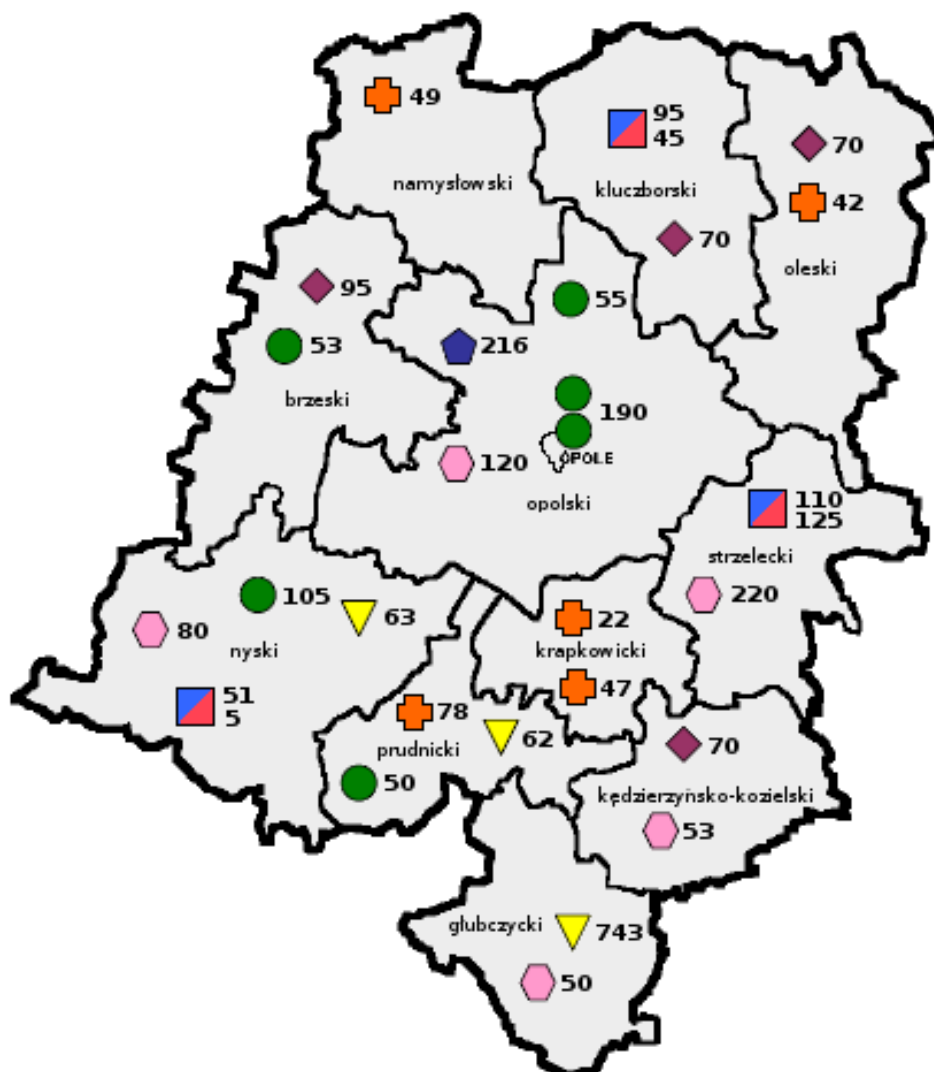 49
95
45
70
namysłowski
kluczborski
42
70
oleski
95
55
53
216
brzeski
190
120
OPOLE
opolski
110
125
strzelecki
105
63
220
80
22
nyski
krapkowicki
51
5
47
78
62
70
prudnicki
50
kędzierzyńsko-kozielski
53
głubczycki
743
50